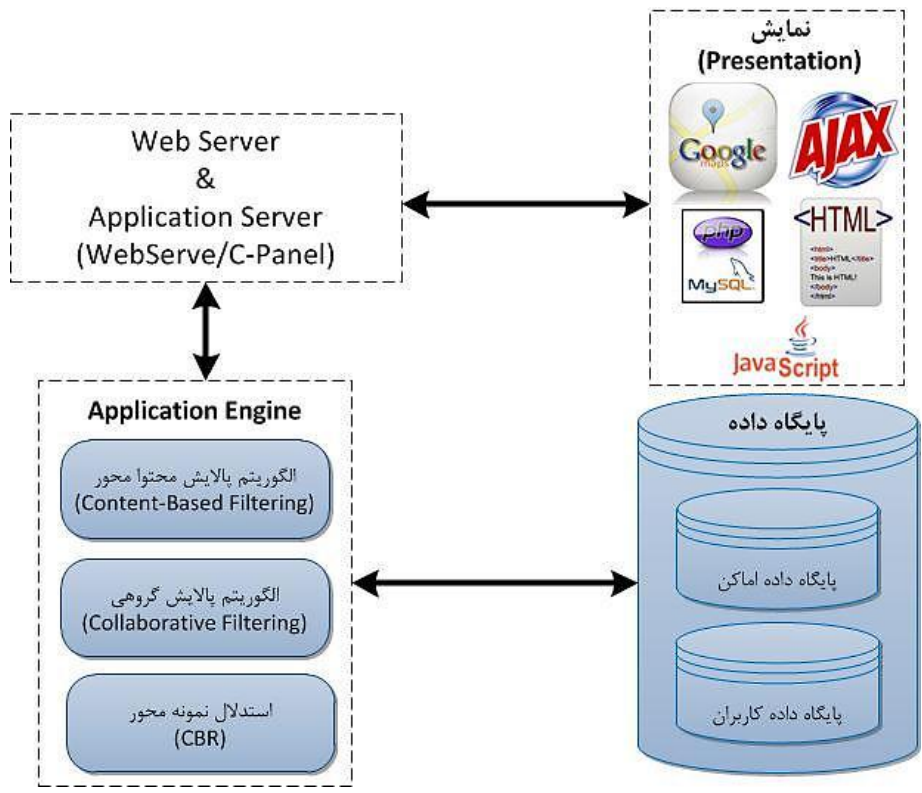 نمایش
(Presentation)
Google
maps
AJAX
php
MySQL
<HTML>
<html>
<title>HTML</title>
<body>
This is HTML!
</body>
</html>
JavaScript
Web Server
&
Application Server
(WebServe/C-Panel)
Application Engine
الگوریتم پالایش محتوا محور
(Content-Based Filtering)
الگوریتم پالایش گروهی
(Collaborative Filtering)
استدلال نمونه محور
(CBR)
پایگاه داده
پایگاه داده اماکن
پایگاه داده کاربران